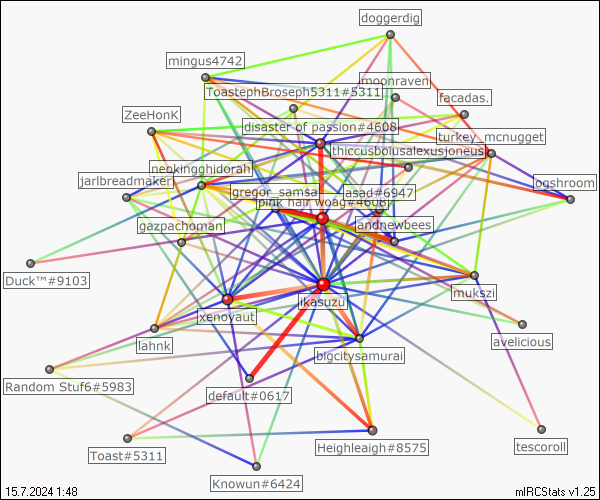 doggerdig
mingus4742
moonraven
ToastephBroseph5311#5311
facadas.
ZeeHonK
disaster of passion#4608
turkey_mcnugget
thiccusbolusalexusjoneus
neokingghidorah
jarlbreadmaker
ogshroom
gregor_samsa
asad#6947
pink hair woag#4608
gazpachoman
andnewbees
Duck™#9103
mukszi
ikasuzu
xenoyaut
avelicious
lahnk
bigcitysamurai
Random Stuf6#5983
default#0617
Heighleaigh#8575
tescoroll
Toast#5311
Knowun#6424
15.7.2024 1:48
mIRCStats v1.25